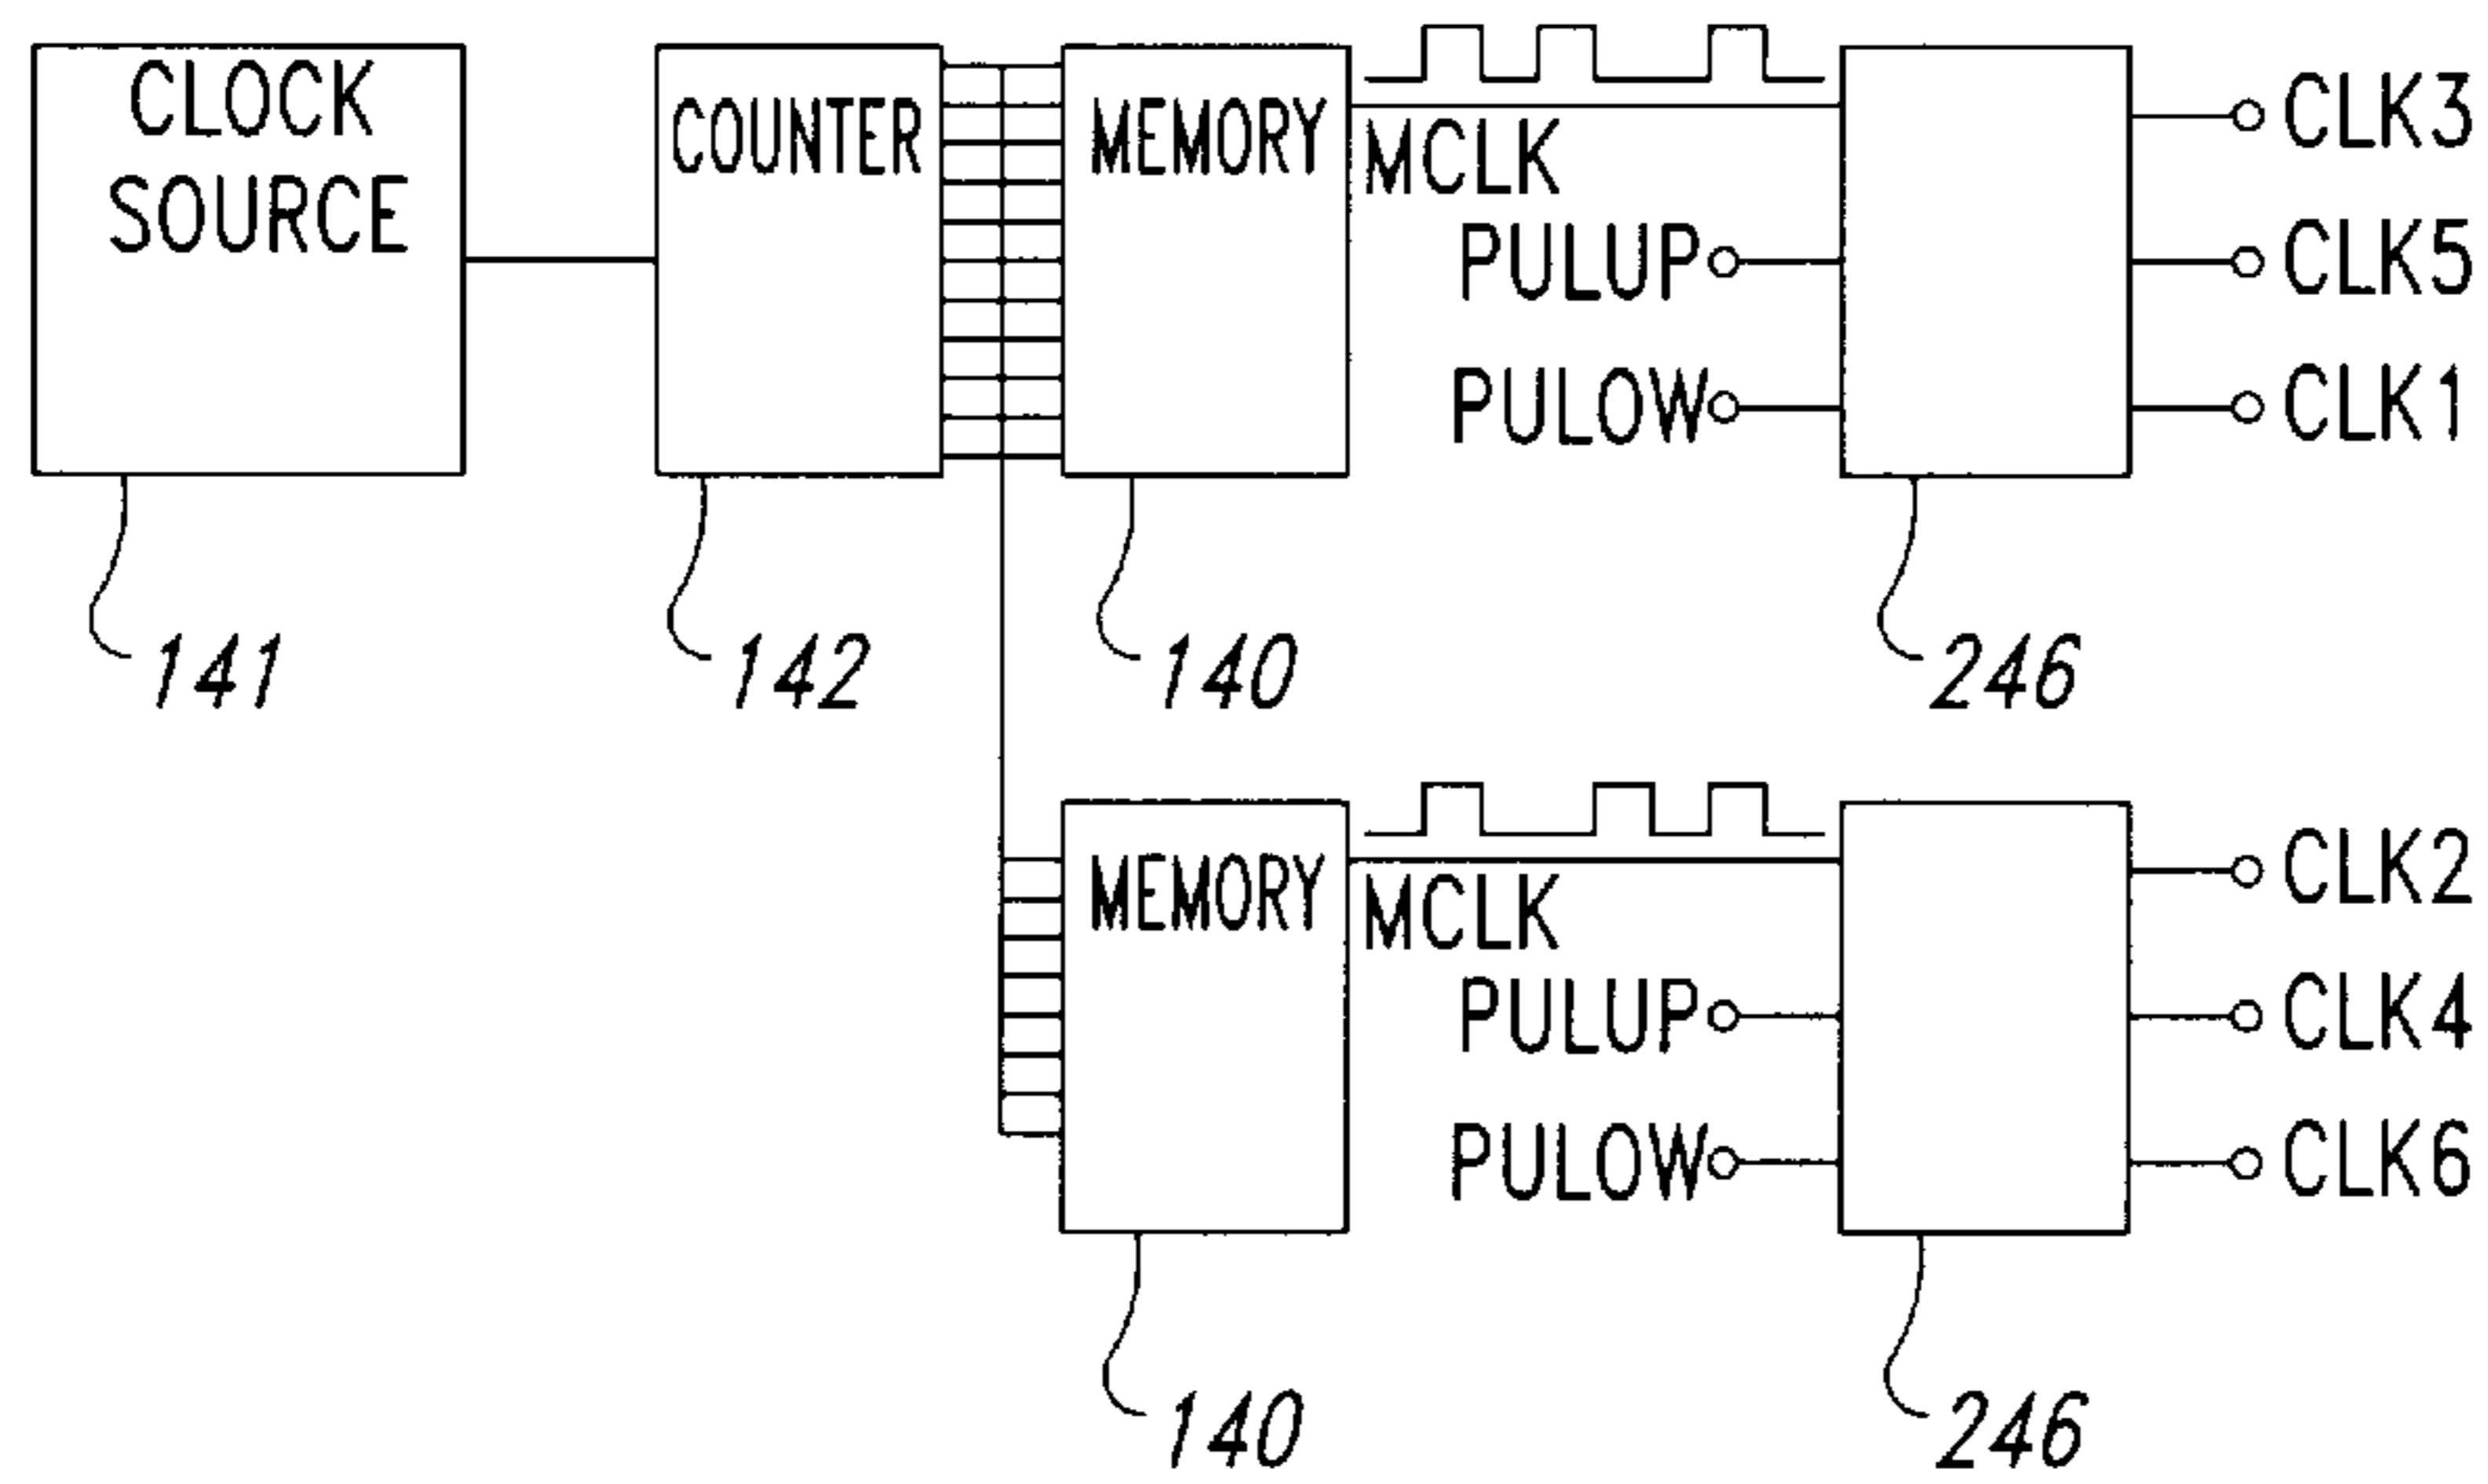 CLOCK
SOURCE
COUNTER
MEMORY
MCLK
PULUP
PULOW
CLK3
CLK5
CLK1
141
142
140
246
MEMORY
MCLK
PULUP
PULOW
CLK2
CLK4
CLK6
140
246